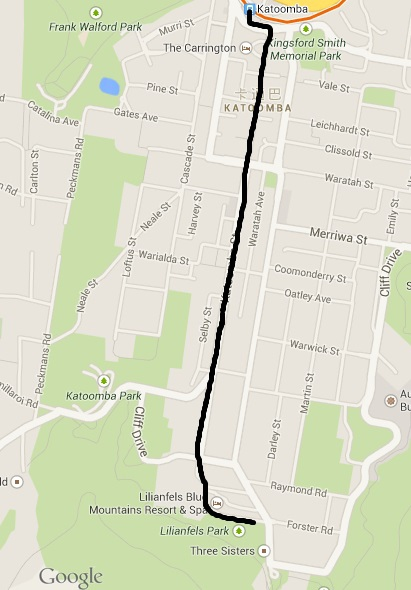 Katoomba
Frank Walford Park
Murri St
The Carrington
Kingsford Smith
Memorial Park
Pine St
Vale St
KATOOMBA
Catalina Ave
Gates Ave
Leichhardt St
Clissold St
Carlton St
Peckmans Rd
Cascade St
Waratah St
Neale St
Harvey St
Waratah Ave
Emily St
Merriwa St
Loftus St
Warialda St
Coomonderry St
Cliff Drive
Neale St
Oatley Ave
Selby St
Warwick St
Peckmans Rd
Martin St
Katoomba Park
Cliff Drive
Darley St
Raymond Rd
Lilianfels Blue
Mountains Resort & Spa
Lilianfels Park
Forster Rd
Three Sisters
Google